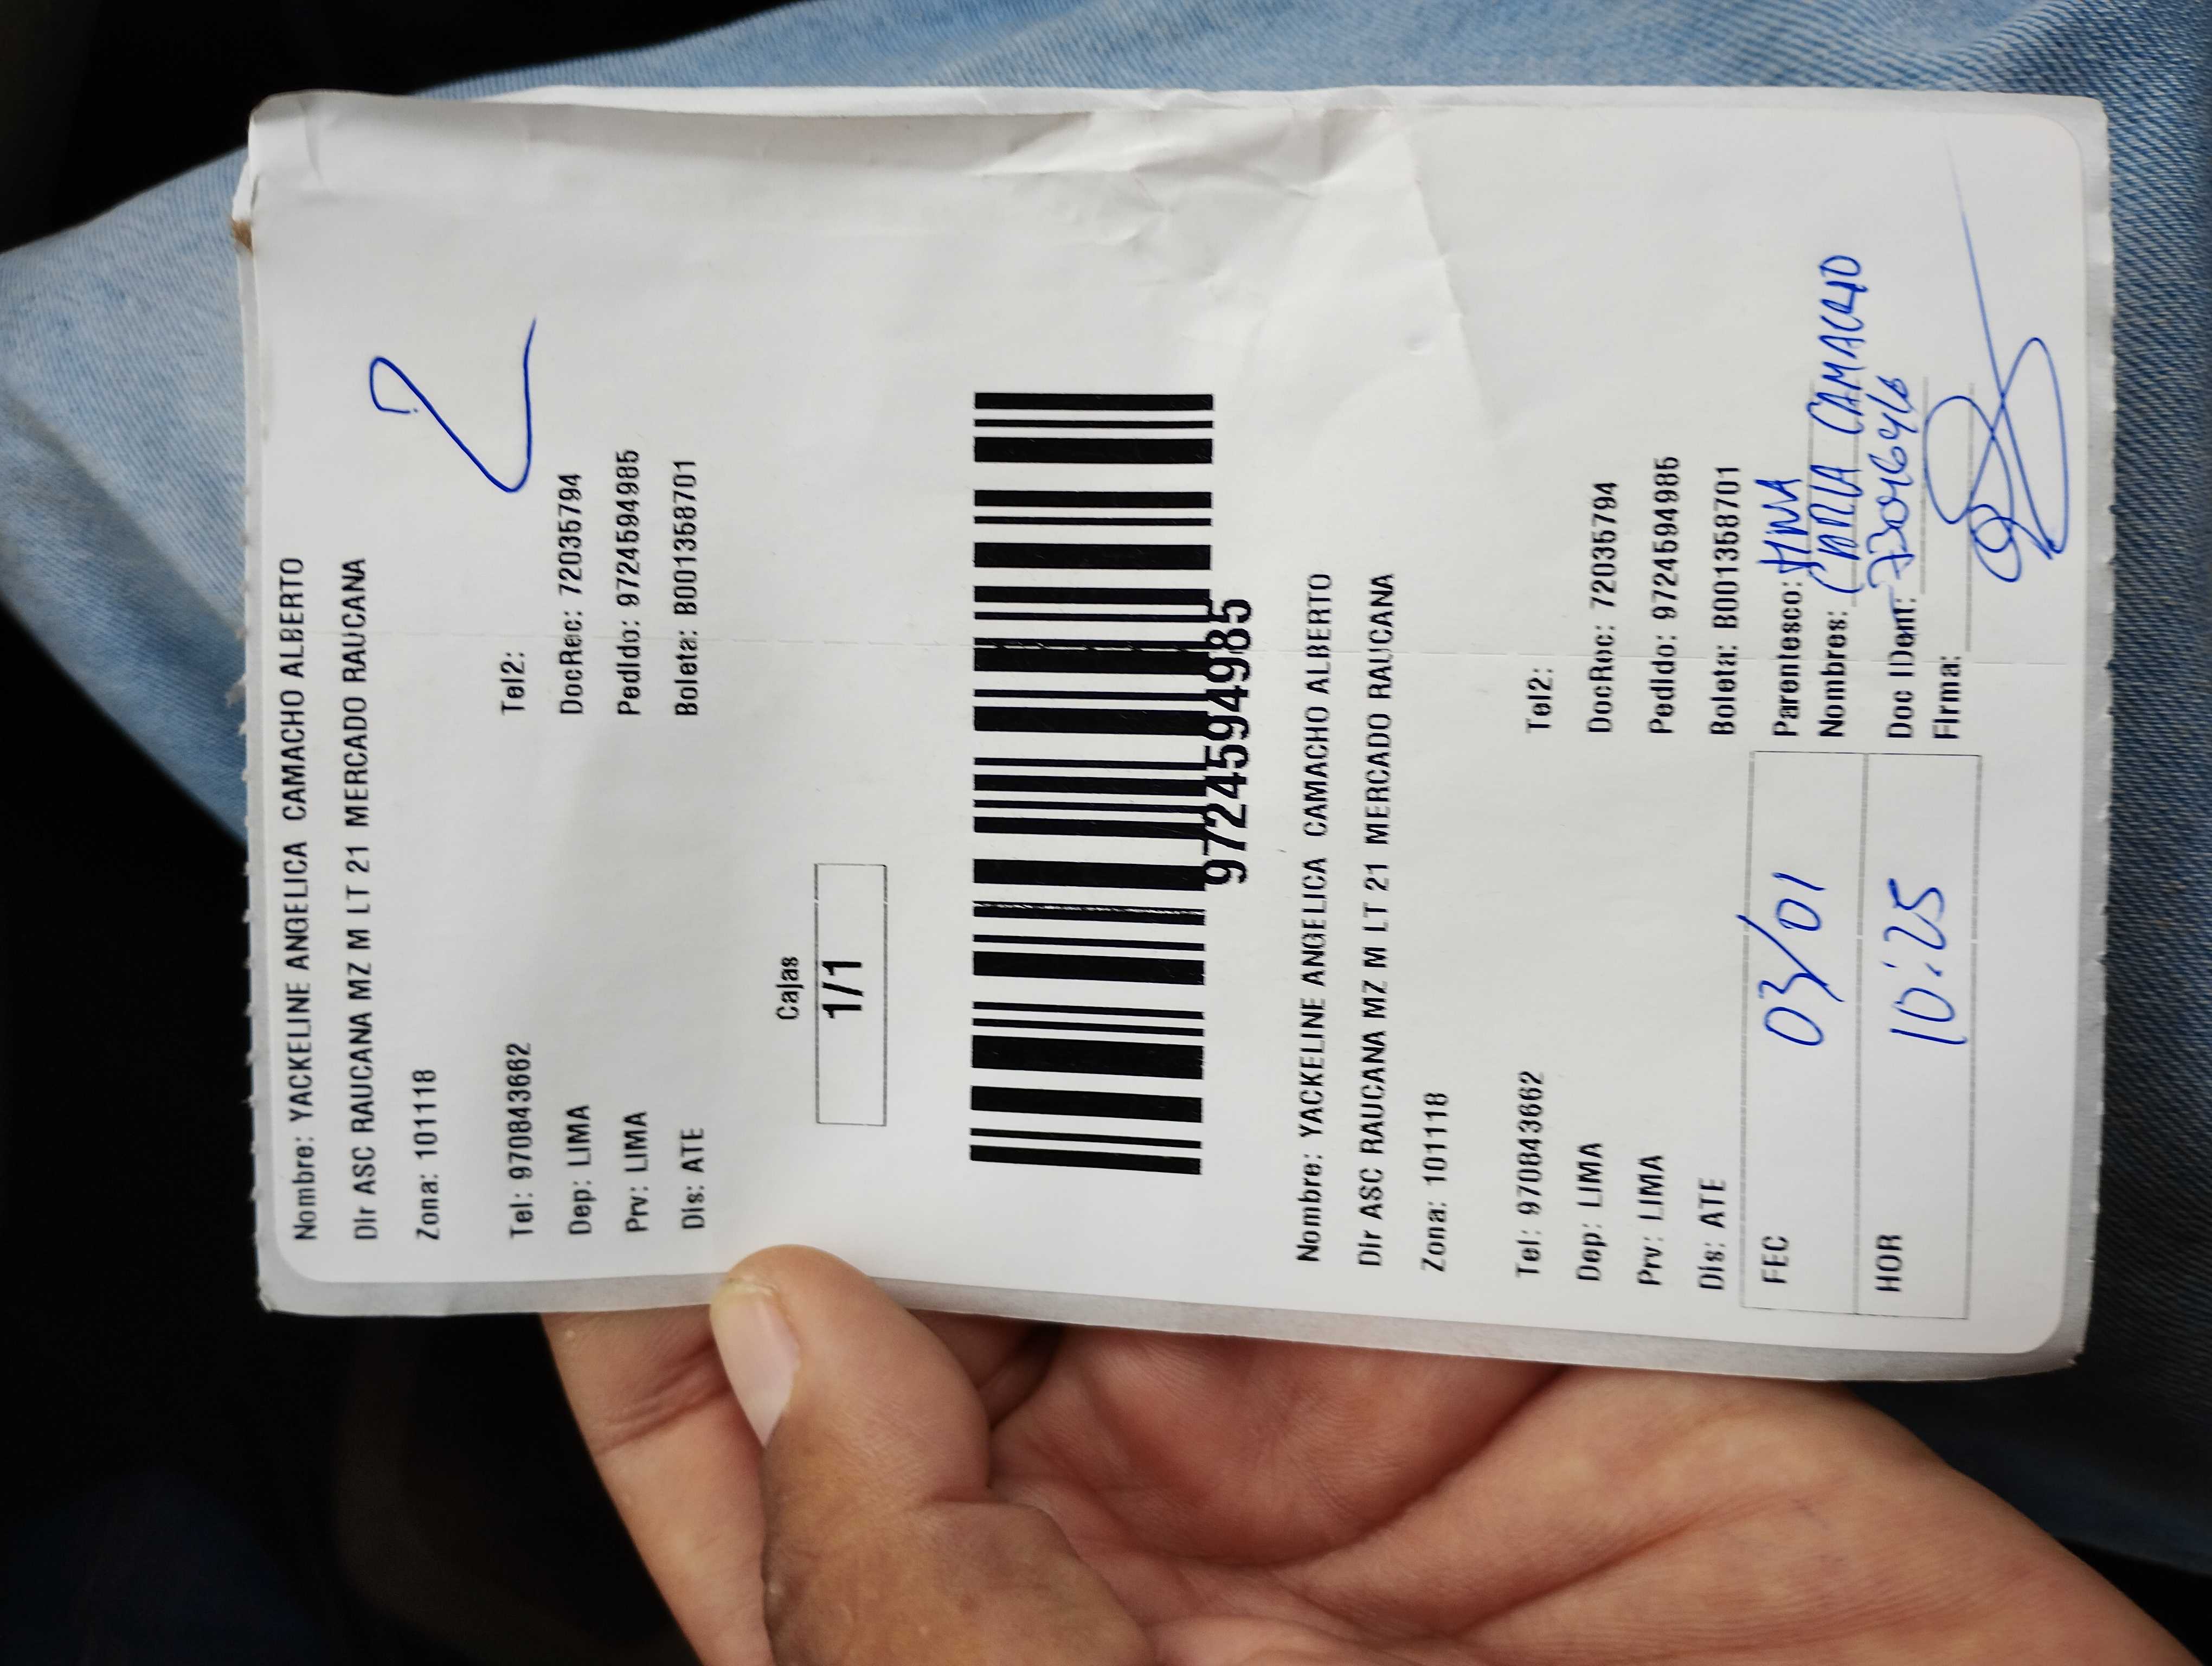 Nombre: YACKELINE ANGELICA CAMACHO ALBERTO
Dir ASC RAUCANA MZ M LT 21 MERCADO RAUCANA
Zona: 101118
2
Tel: 970843662 Tel2:
Dep: LIMA DocRec: 72035794
Prv: LIMA Pedido: 9724594985
Dis: ATE Boleta: B001358701
Cajas
1/1
9724594985
Nombre: YACKELINE ANGELICA CAMACHO ALBERTO
Dir ASC RAUCANA MZ M LT 21 MERCADO RAUCANA
Zona: 101118
Tel: 970843662 Tel2:
Dep: LIMA DocRec: 72035794
Prv: LIMA Pedido: 9724594985
Dis: ATE Boleta: B001358701
FEC 03/01 Parentesco:
Nombres: CAMACHO
HOR 10:25 Doc IDent:
Firma: